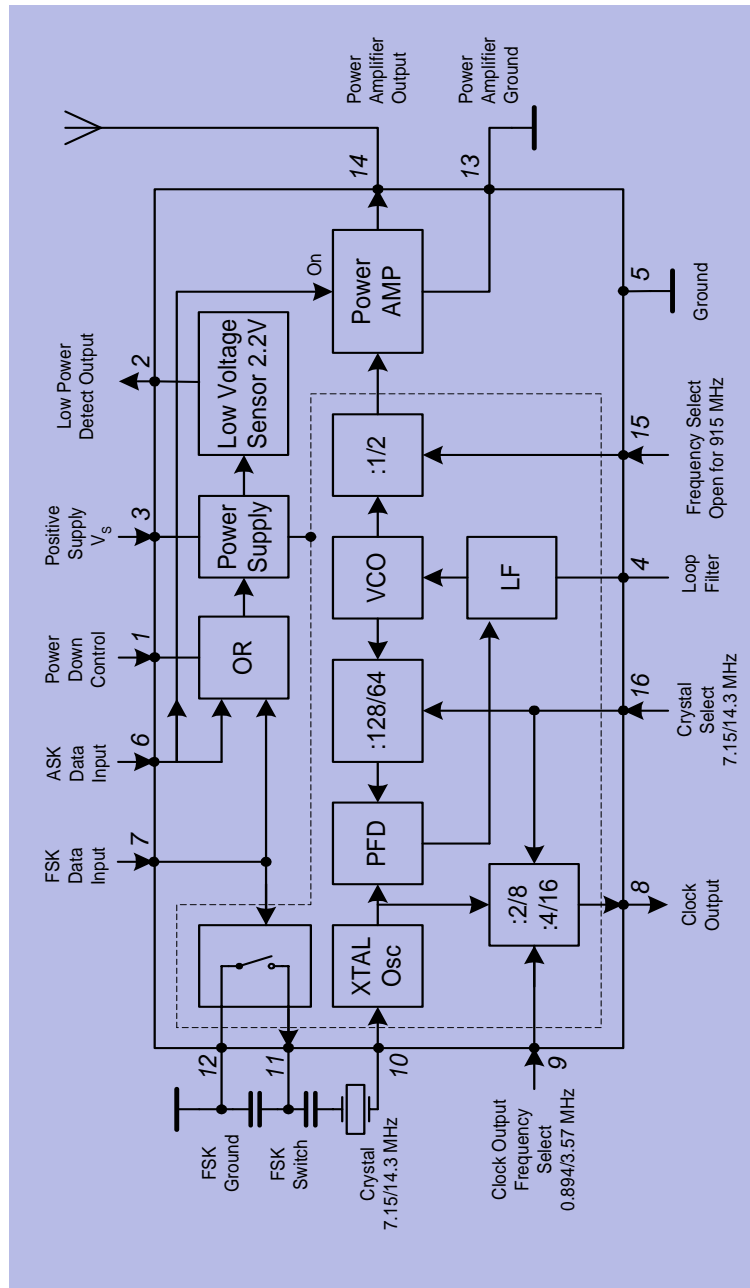 FSK
Data
Input
7
ASK
Data
Input
6
Power
Down
Control
1
Positive
Supply
VS
3
Low Power
Detect Output
2
OR
Power
Supply
Low Voltage
Sensor 2.2V
On
12
FSK
Ground
11
FSK
Switch
10
Crystal
7.15/14.3 MHz
XTAL
Osc
PFD
:128/64
VCO
:1/2
Power
AMP
14
Power
Amplifier
Output
13
Power
Amplifier
Ground
:2/8
:4/16
LF
9
Clock Output
Frequency
Select
0.894/3.57 MHz
8
Clock
Output
16
Crystal
Select
7.15/14.3 MHz
4
Loop
Filter
15
Frequency Select
Open for 915 MHz
5
Ground